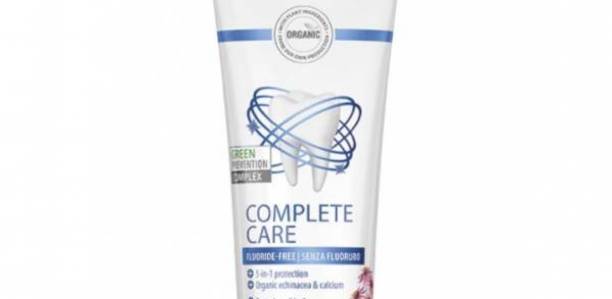 ORGANIC
GREEN
PREVENTION
COMPLEX
COMPLETE
CARE
FLUORIDE-FREE | SENZA FLUORURO
5-in-1 protection
Organic echinacea & calcium